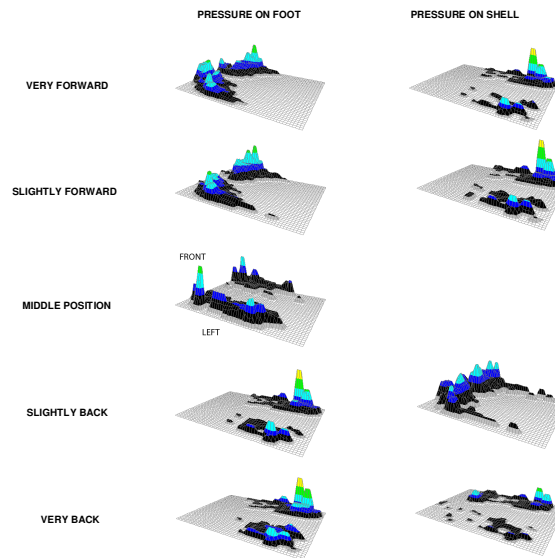 PRESSURE ON FOOT PRESSURE ON SHELL
VERY FORWARD
SLIGHTLY FORWARD
FRONT
MIDDLE POSITION
LEFT
SLIGHTLY BACK
VERY BACK